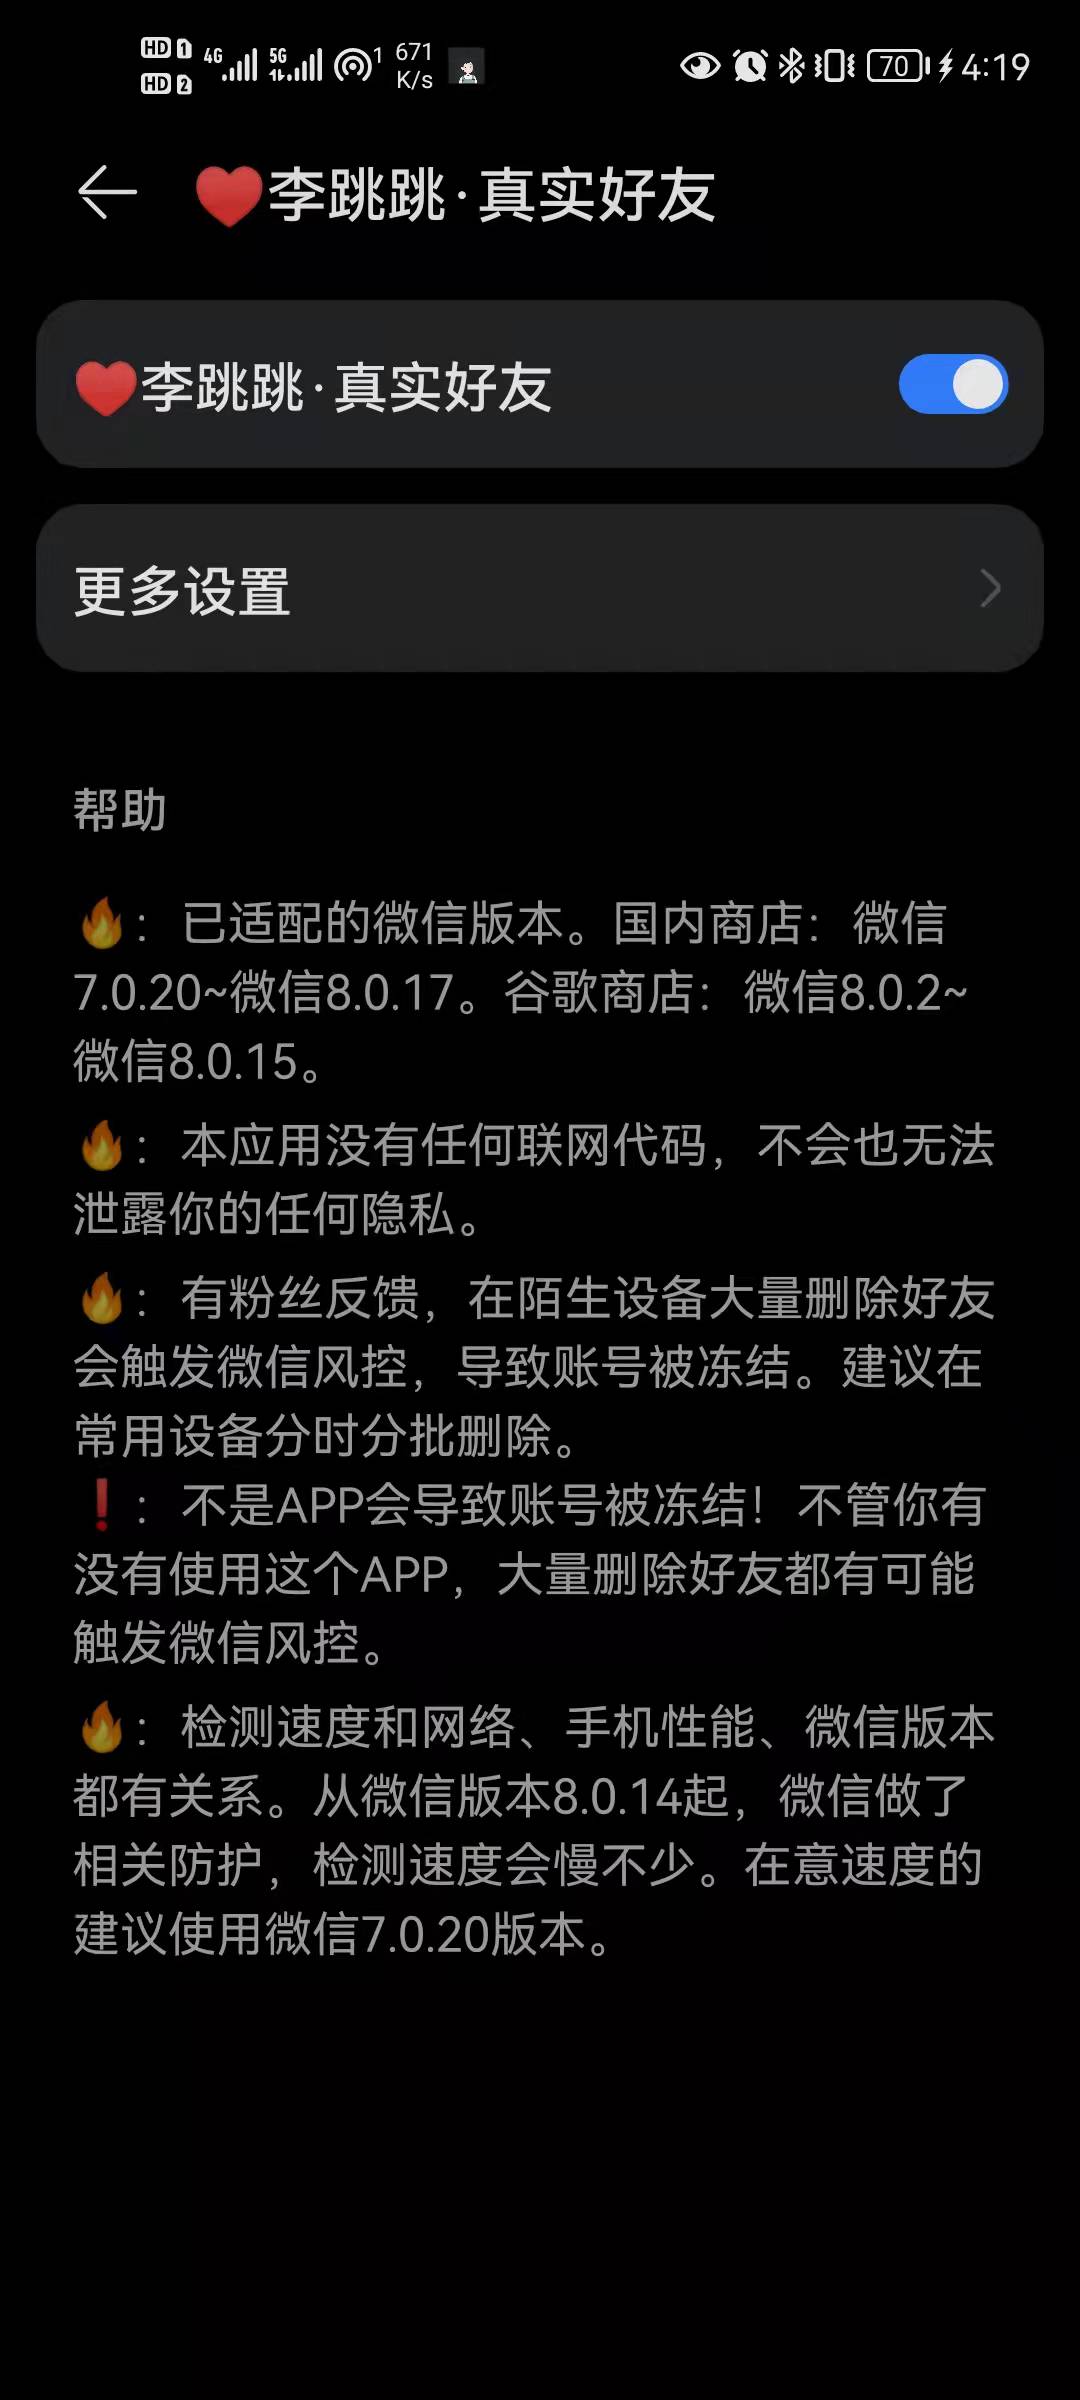 HD 1 4G 5G 1 671 70 4:19
HD 2 K/s
❤️李跳跳·真实好友
❤️李跳跳·真实好友
更多设置
帮助
🔥：已适配的微信版本。国内商店：微信
7.0.20~微信8.0.17。谷歌商店：微信8.0.2~
微信8.0.15。
🔥：本应用没有任何联网代码，不会也无法
泄露你的任何隐私。
🔥：有粉丝反馈，在陌生设备大量删除好友
会触发微信风控，导致账号被冻结。建议在
常用设备分时分批删除。
❗：不是APP会导致账号被冻结！不管你有
没有使用这个APP，大量删除好友都有可能
触发微信风控。
🔥：检测速度和网络、手机性能、微信版本
都有关系。从微信版本8.0.14起，微信做了
相关防护，检测速度会慢不少。在意速度的
建议使用微信7.0.20版本。